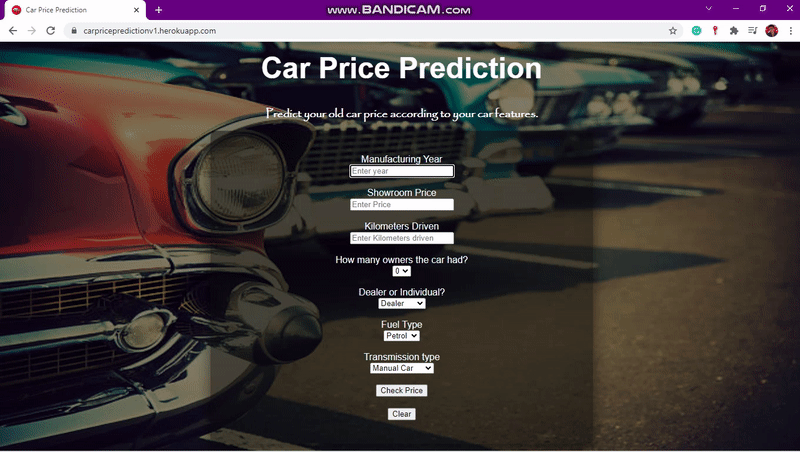 Car Price Prediction
www.BANDICAM.com
carpricepredictionv1.herokuapp.com
Car Price Prediction
Predict your old car price according to your car features.
Manufacturing Year
Enter year
Showroom Price
Enter Price
Kilometers Driven
Enter Kilometers driven
How many owners the car had?
0
Dealer or Individual?
Dealer
Fuel Type
Petrol
Transmission type
Manual Car
Check Price
Clear